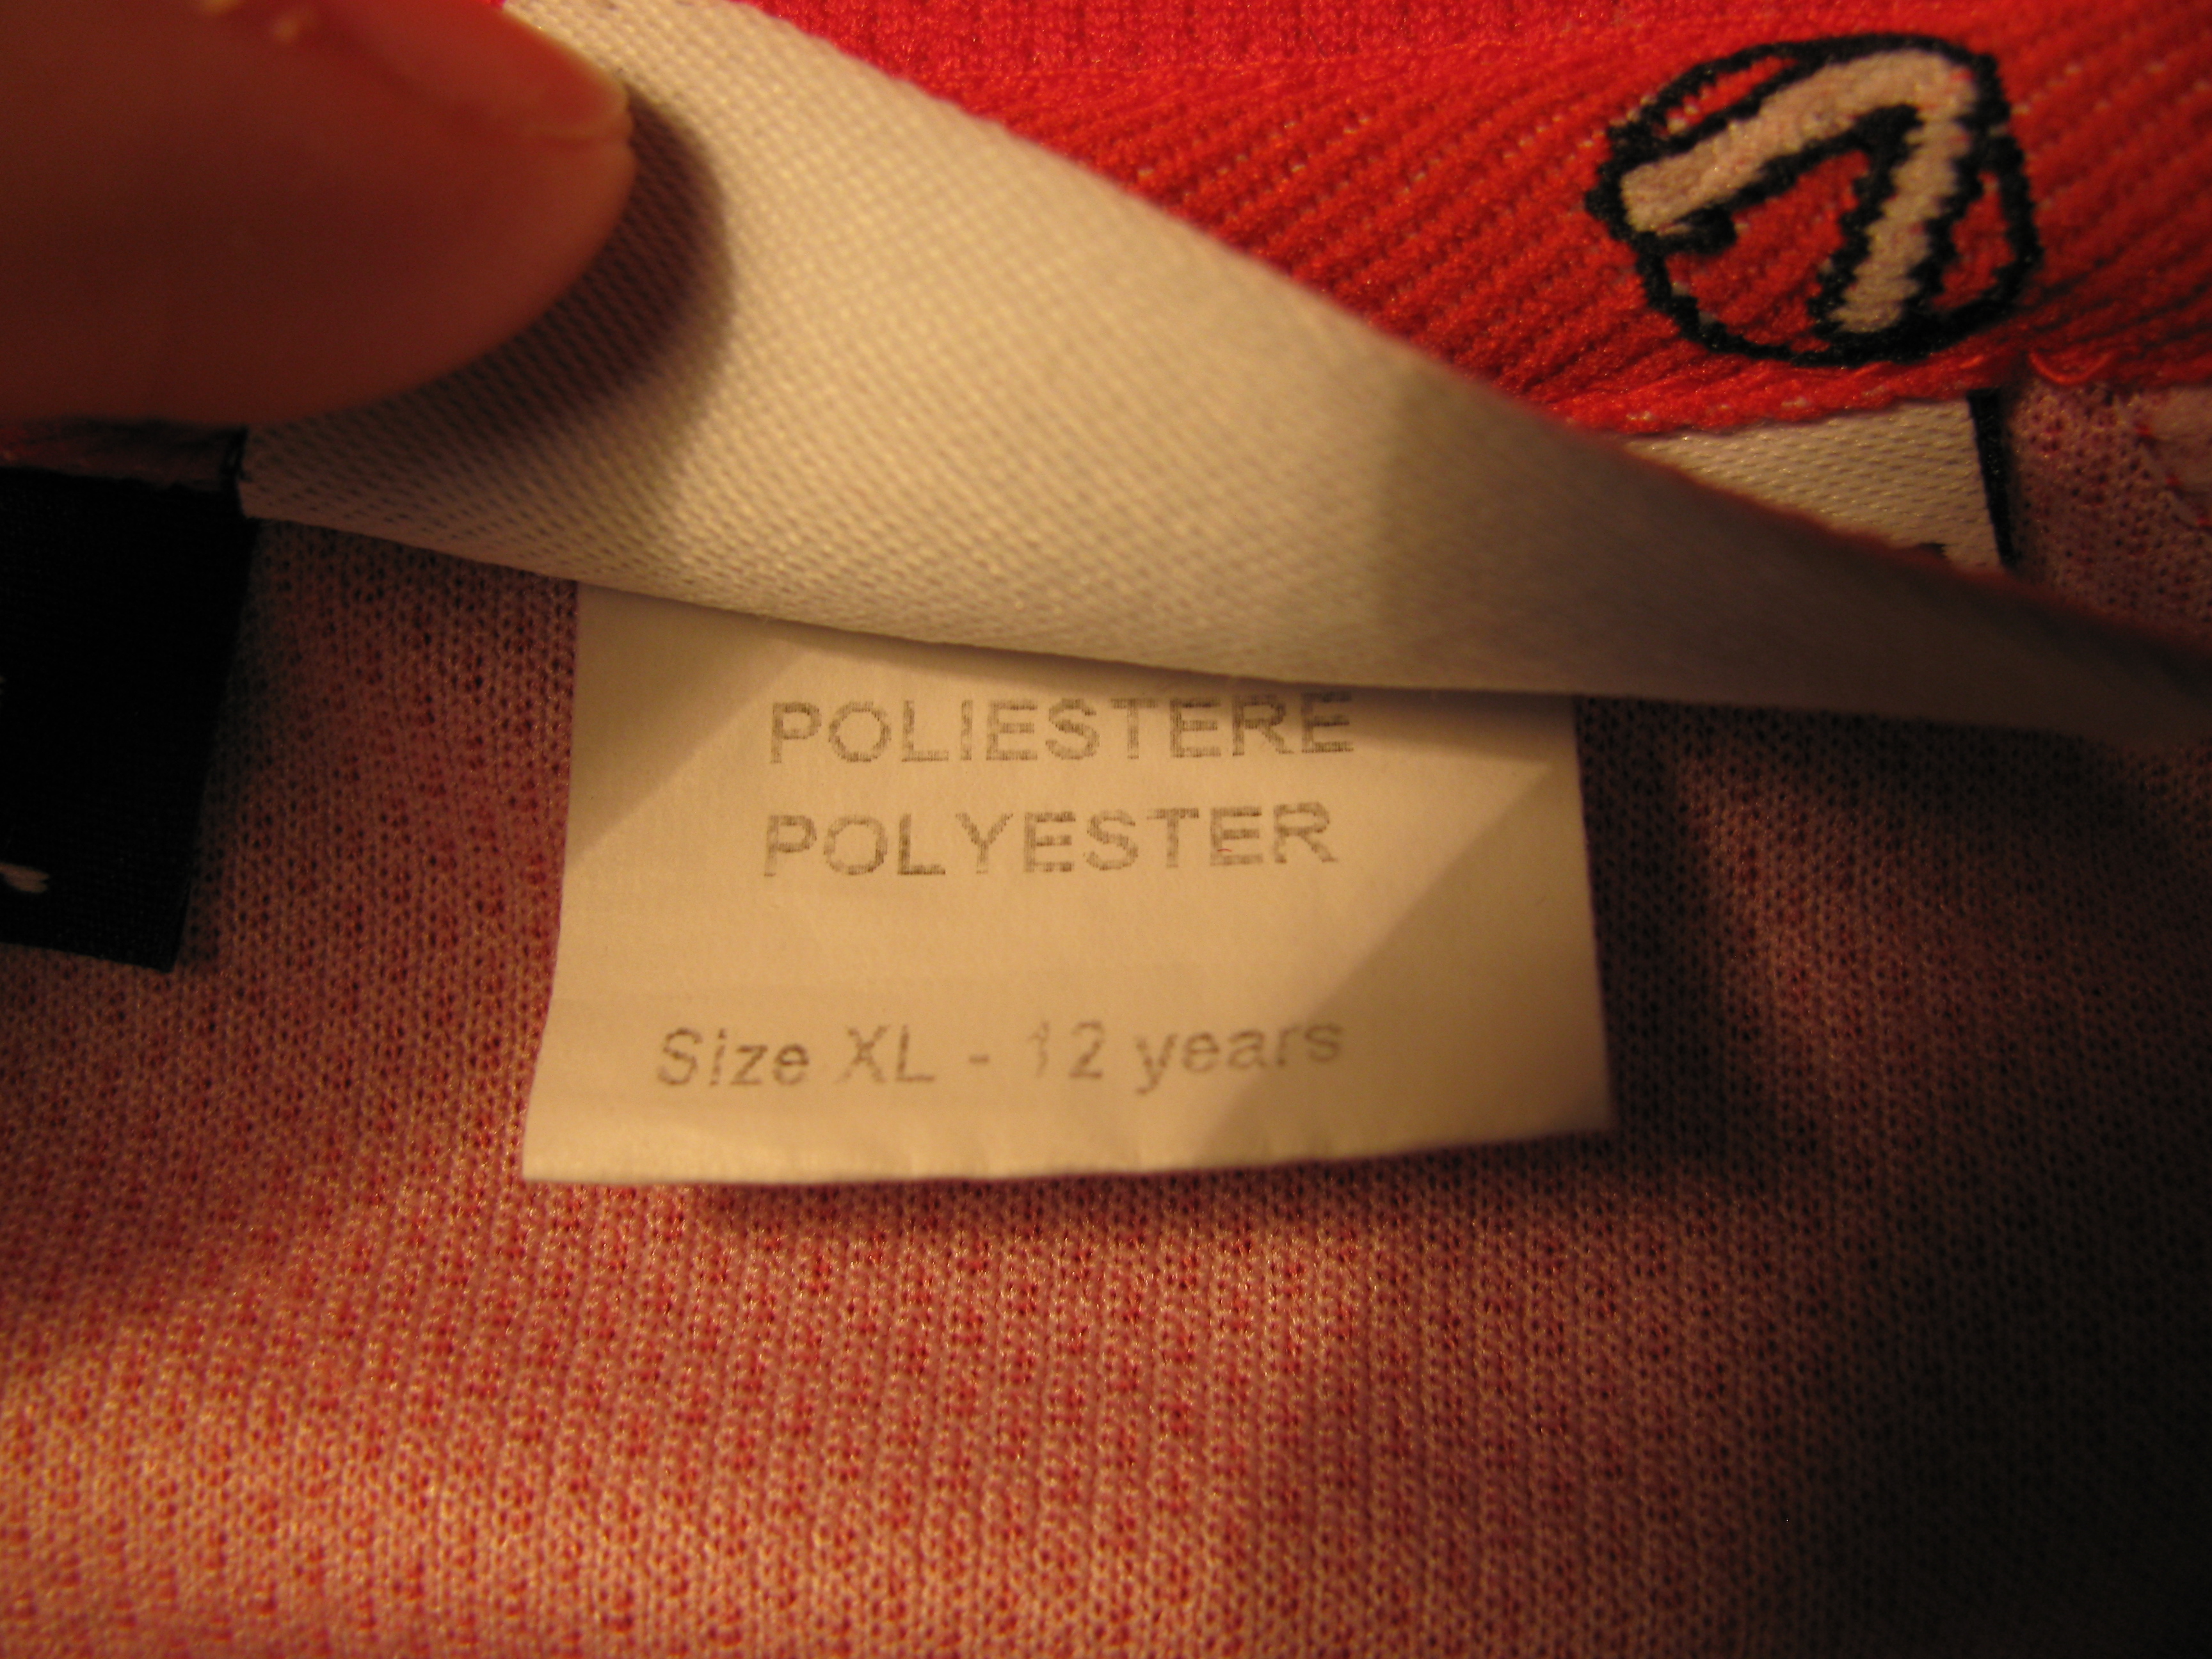 POLIESTERE
POLYESTER
Size XL - 12 years